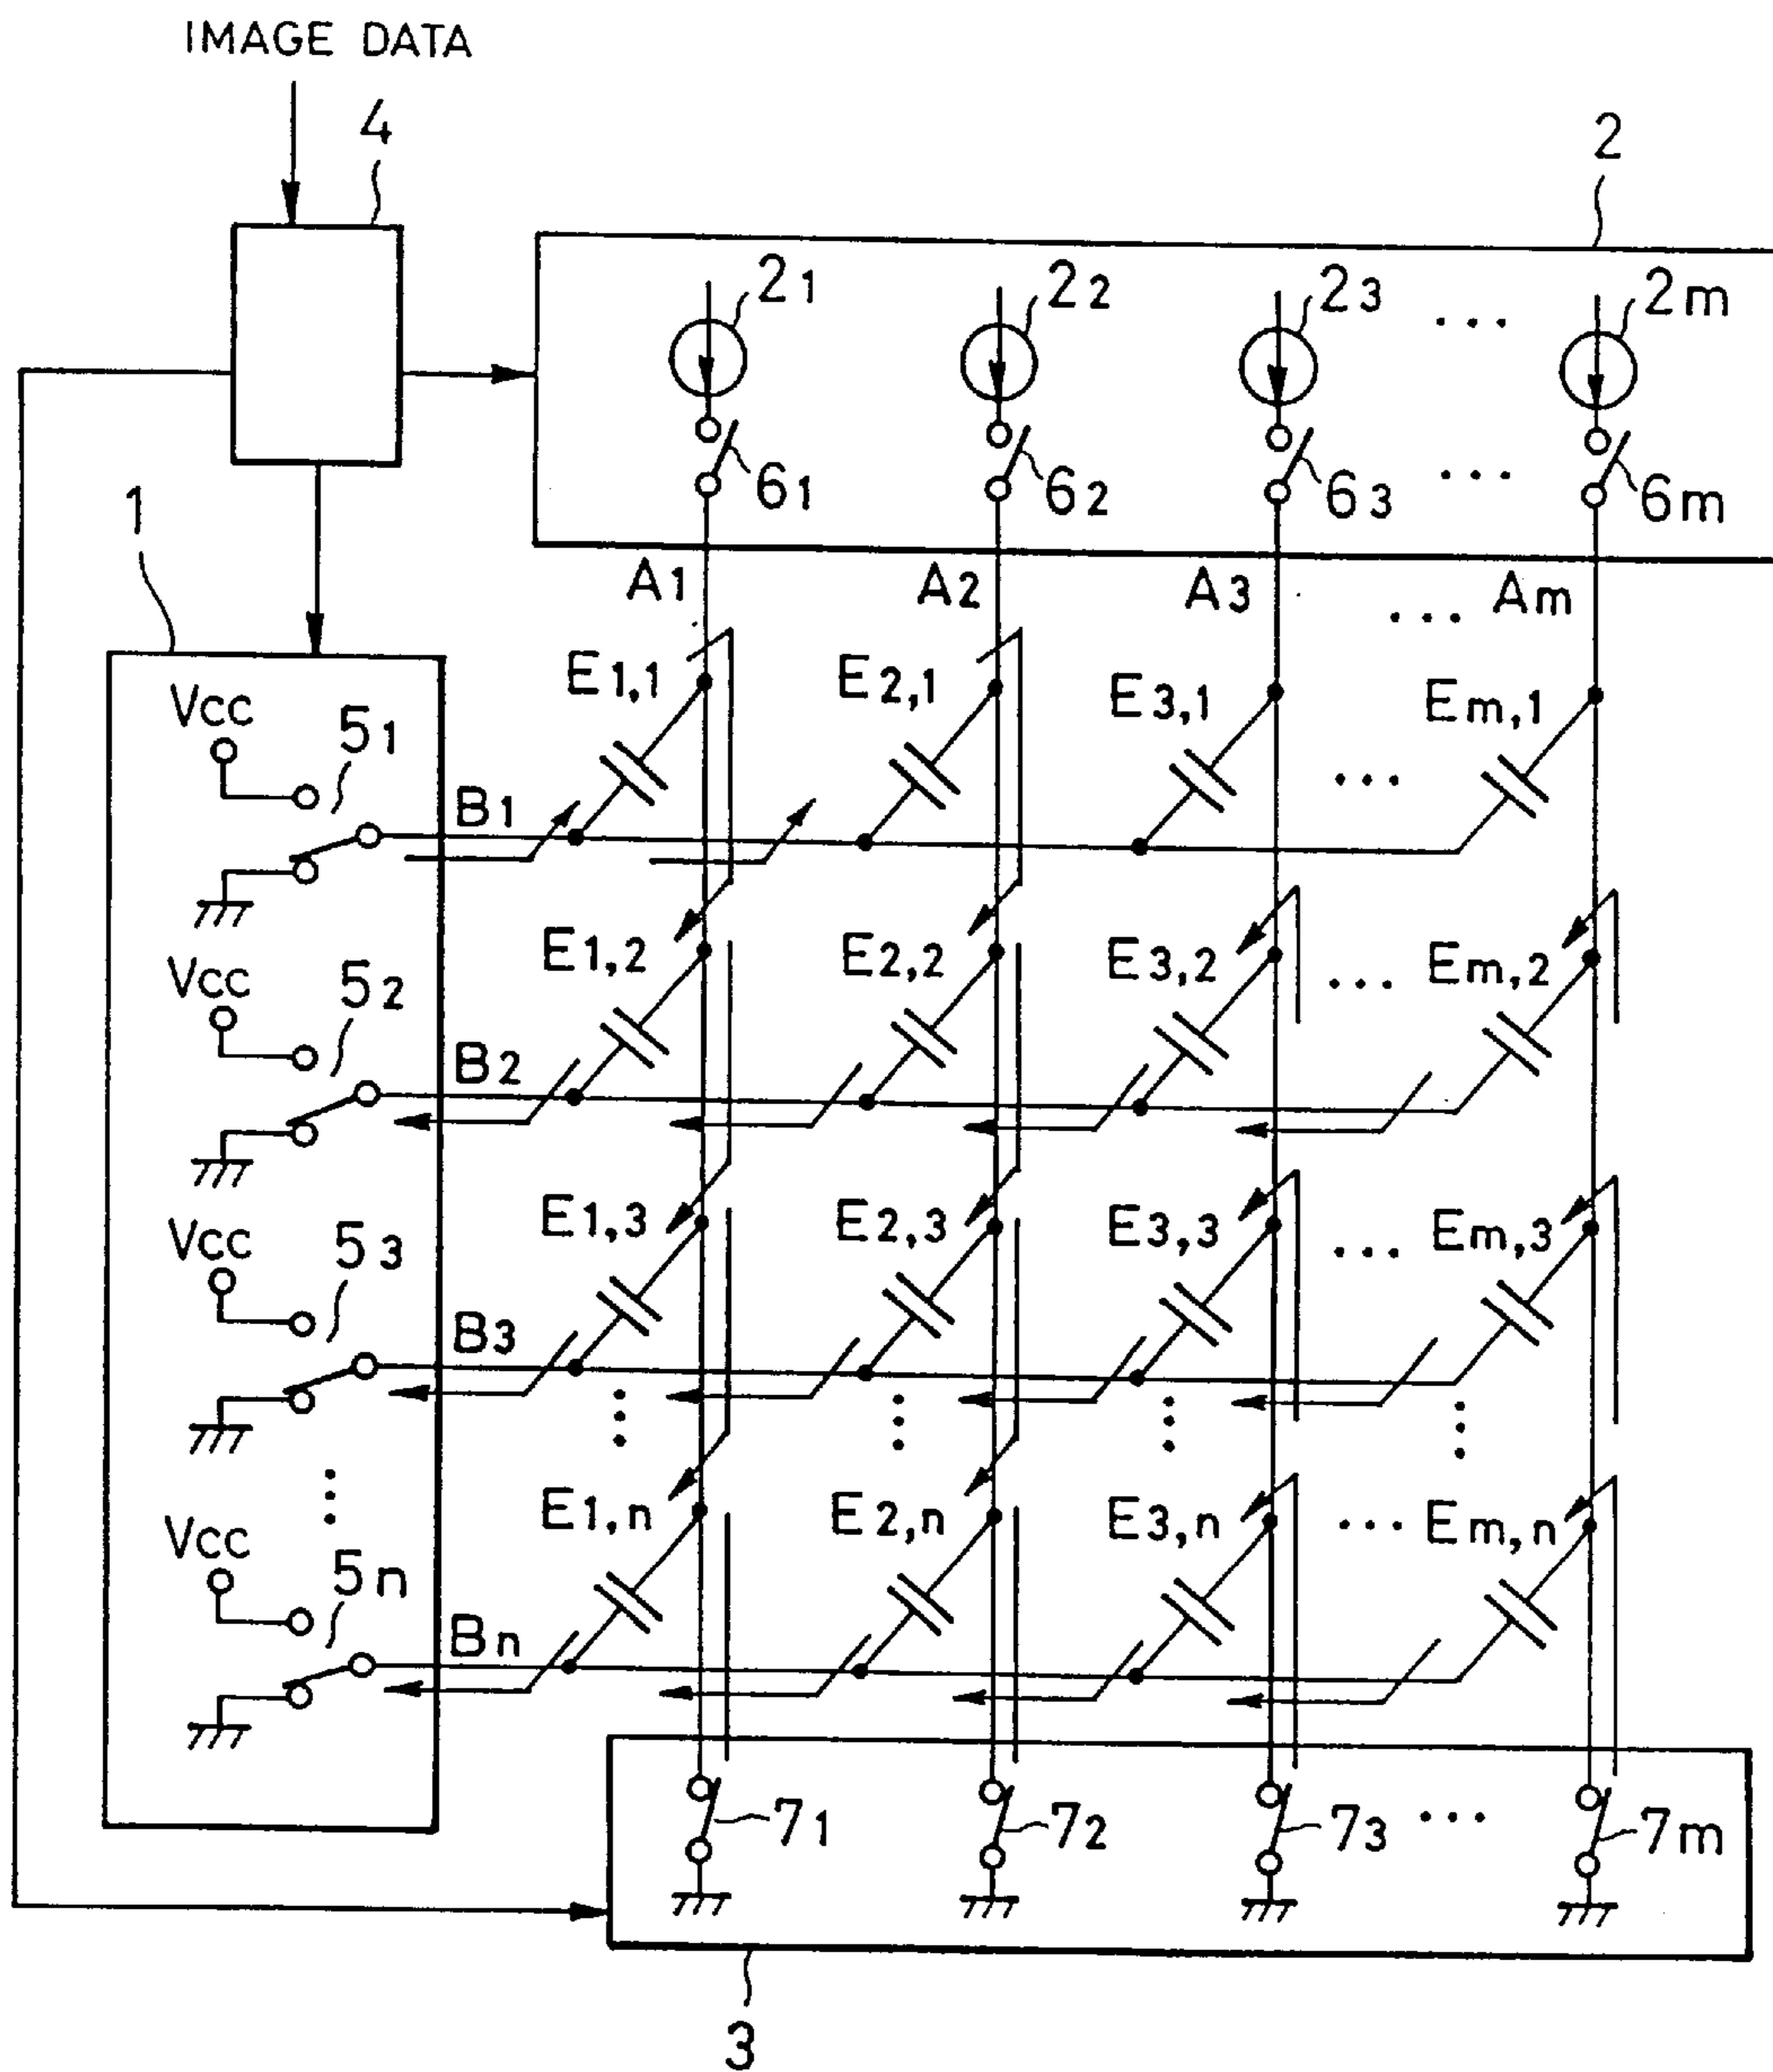 IMAGE DATA
4
2
21 22 23 ... 2m
61 62 63 ... 6m
1
A1 A2 A3 ... Am
E1,1 E2,1 E3,1 Em,1
Vcc
51
B1
...
E1,2 E2,2 E3,2 ... Em,2
Vcc
52
B2
E1,3 E2,3 E3,3 ... Em,3
Vcc
53
B3
E1,n E2,n E3,n ... Em,n
Vcc
5n
Bn
71 72 73 ... 7m
3